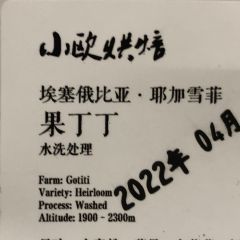 小欧烘焙
埃塞俄比亚·耶加雪菲
果丁丁
水洗处理
2022年 04月
Farm: Gotiti
Variety: Heirloom
Process: Washed
Altitude: 1900 - 2300m